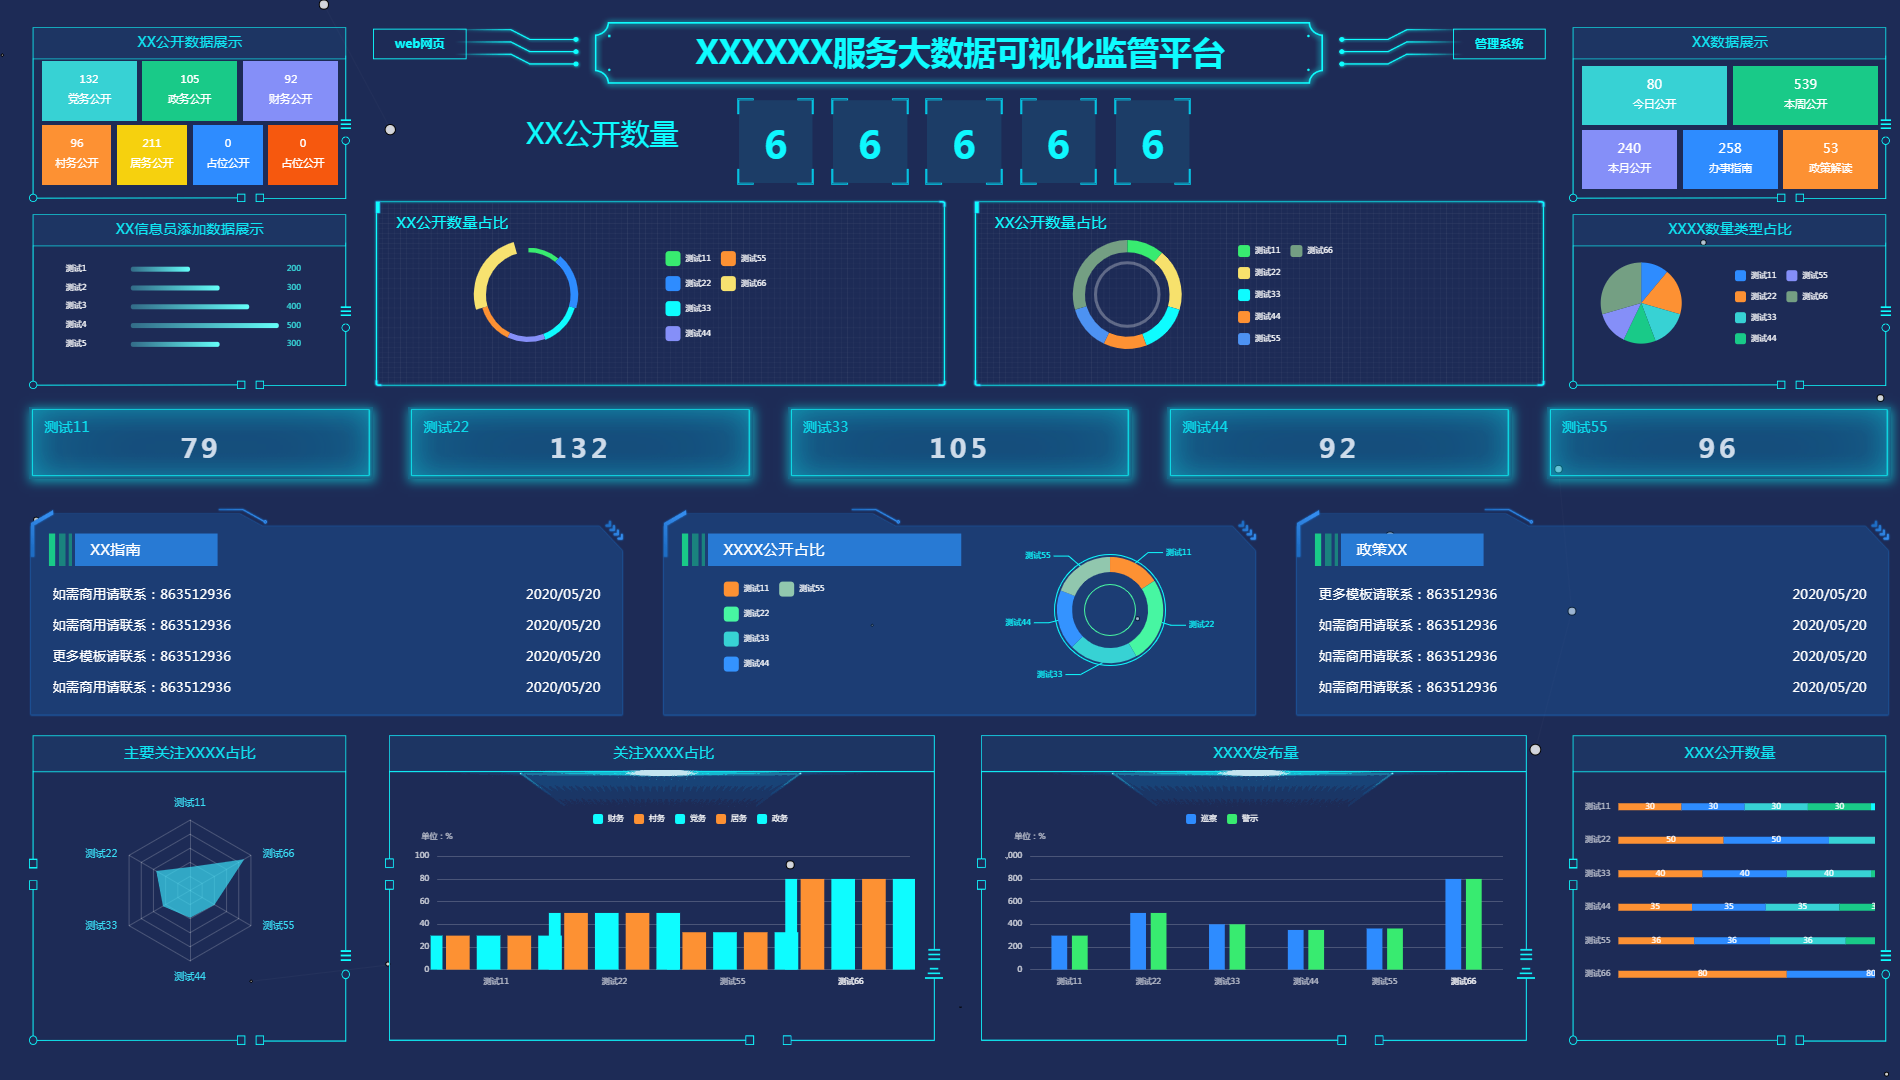 XX公开数据展示
132
党务公开
105
政务公开
92
财务公开
96
村务公开
211
居务公开
0
占位公开
0
占位公开
web网页
XXXXXX服务大数据可视化监管平台
管理系统
XX公开数量
6 6 6 6 6
XX数据展示
80
今日公开
539
本周公开
240
本月公开
258
办事指南
53
政策解读
XX信息员添加数据展示
测试1 200
测试2 300
测试3 400
测试4 500
测试5 300
XX公开数量占比
测试11 测试55
测试22 测试66
测试33
测试44
XX公开数量占比
测试11 测试66
测试22
测试33
测试44
测试55
XXXX数量类型占比
测试11 测试55
测试22 测试66
测试33
测试44
测试11
79
测试22
132
测试33
105
测试44
92
测试55
96
XX指南
如需商用请联系：863512936 2020/05/20
如需商用请联系：863512936 2020/05/20
更多模板请联系：863512936 2020/05/20
如需商用请联系：863512936 2020/05/20
XXXX公开占比
测试11 测试55
测试22
测试33
测试44
测试55
测试11
测试44
测试22
测试33
政策XX
更多模板请联系：863512936 2020/05/20
如需商用请联系：863512936 2020/05/20
如需商用请联系：863512936 2020/05/20
如需商用请联系：863512936 2020/05/20
主要关注XXXX占比
测试11
测试22 测试66
测试33 测试55
测试44
关注XXXX占比
财务 村务 党务 居务 政务
单位：%
100
80
60
40
20
0
测试11 测试22 测试55 测试66
XXXX发布量
巡察 警示
单位：%
,000
800
600
400
200
0
测试11 测试22 测试33 测试44 测试55 测试66
XXX公开数量
测试11 30 30 30 30
测试22 50 50
测试33 40 40 40
测试44 35 35 35 3
测试55 36 36 36
测试66 80 80